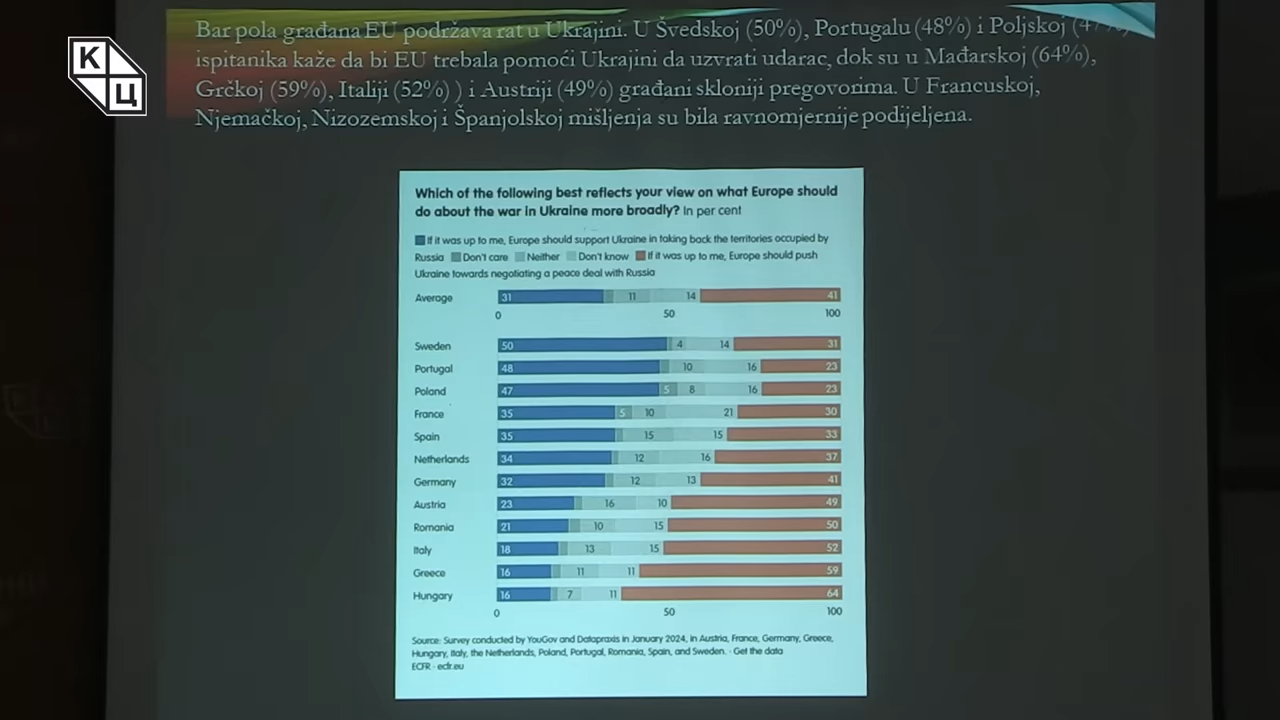 К
Ц
Bar pola građana EU podržava rat u Ukrajini. U Švedskoj (50%), Portugalu (48%) i Poljskoj (47%)
ispitanika kaže da bi EU trebala pomoći Ukrajini da uzvrati udarac, dok su u Mađarskoj (64%),
Grčkoj (59%), Italiji (52%) ) i Austriji (49%) građani skloniji pregovorima. U Francuskoj,
Njemačkoj, Nizozemskoj i Španjolskoj mišljenja su bila ravnomjernije podijeljena.
Which of the following best reflects your view on what Europe should
do about the war in Ukraine more broadly? In per cent
If it was up to me, Europe should support Ukraine in taking back the territories occupied by
Russia Don't care Neither Don't know If it was up to me, Europe should push
Ukraine towards negotiating a peace deal with Russia
Average 31 11 14 41
0 50 100
Sweden 50 4 14 31
Portugal 48 10 16 23
Poland 47 5 8 16 23
France 35 5 10 21 30
Spain 35 15 15 33
Netherlands 34 12 16 37
Germany 32 12 13 41
Austria 23 16 10 49
Romania 21 10 15 50
Italy 18 13 15 52
Greece 16 11 11 59
Hungary 16 7 11 64
0 50 100
Source: Survey conducted by YouGov and Datapraxis in January 2024, in Austria, France, Germany, Greece,
Hungary, Italy, the Netherlands, Poland, Portugal, Romania, Spain, and Sweden. · Get the data
ECFR · ecfr.eu